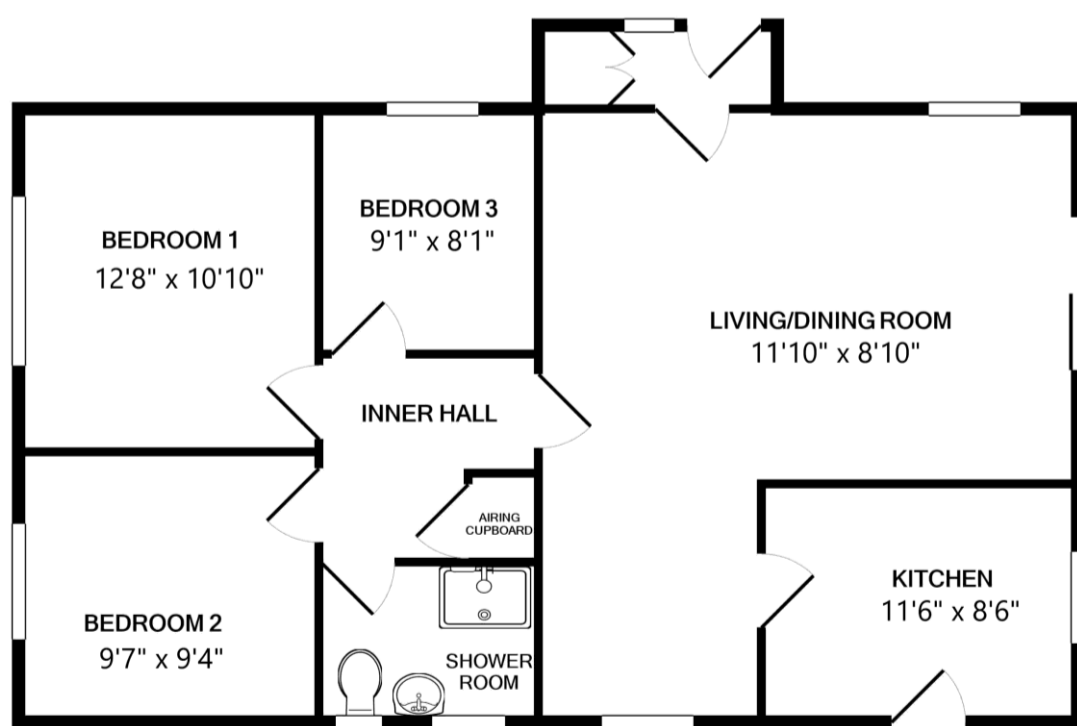 BEDROOM 1
12'8" x 10'10"
BEDROOM 3
9'1" x 8'1"
LIVING/DINING ROOM
11'10" x 8'10"
INNER HALL
AIRING
CUPBOARD
BEDROOM 2
9'7" x 9'4"
SHOWER
ROOM
KITCHEN
11'6" x 8'6"